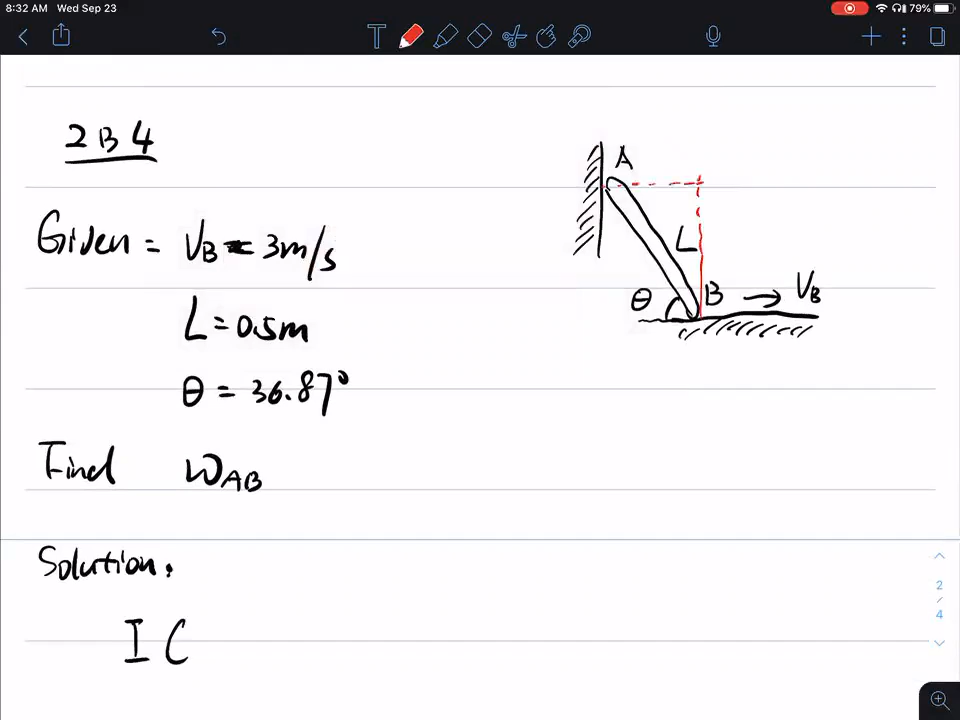 8:32 AM Wed Sep 23
79%
2B4
A
Given = VB = 3m/s
L
θ
B
VB
L = 0.5m
θ = 36.87°
Find ωAB
Solution.
2
/
4
IC